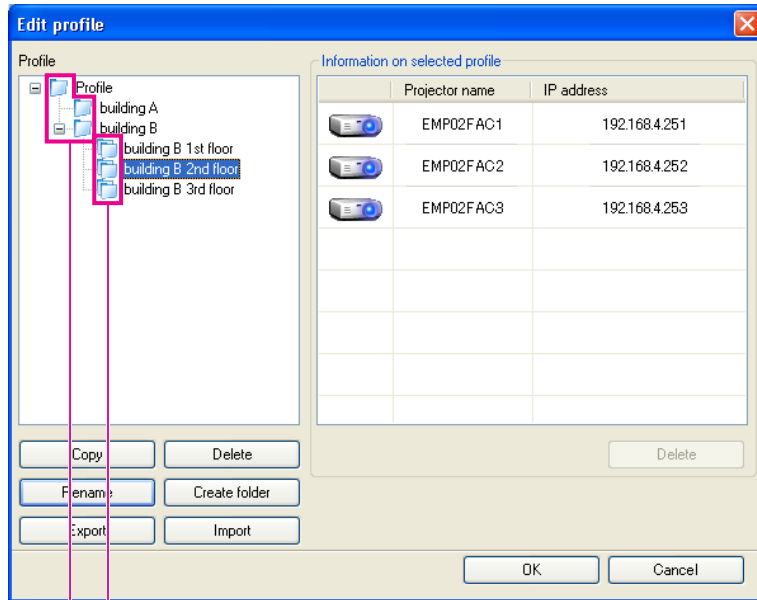 Edit profile
Profile
Profile
building A
building B
building B 1st floor
building B 2nd floor
building B 3rd floor
Copy Delete
Rename Create folder
Export Import
Information on selected profile
Projector name IP address
EMP02FAC1 192.168.4.251
EMP02FAC2 192.168.4.252
EMP02FAC3 192.168.4.253
Delete
OK Cancel